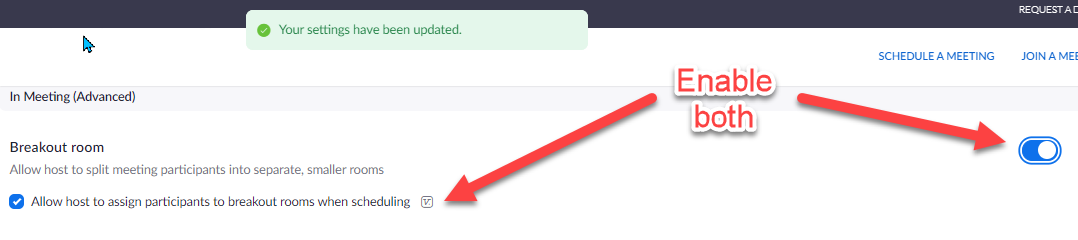 REQUEST A D
Your settings have been updated.
SCHEDULE A MEETING
JOIN A MEE
In Meeting (Advanced)
Enable
both
Breakout room
Allow host to split meeting participants into separate, smaller rooms
Allow host to assign participants to breakout rooms when scheduling